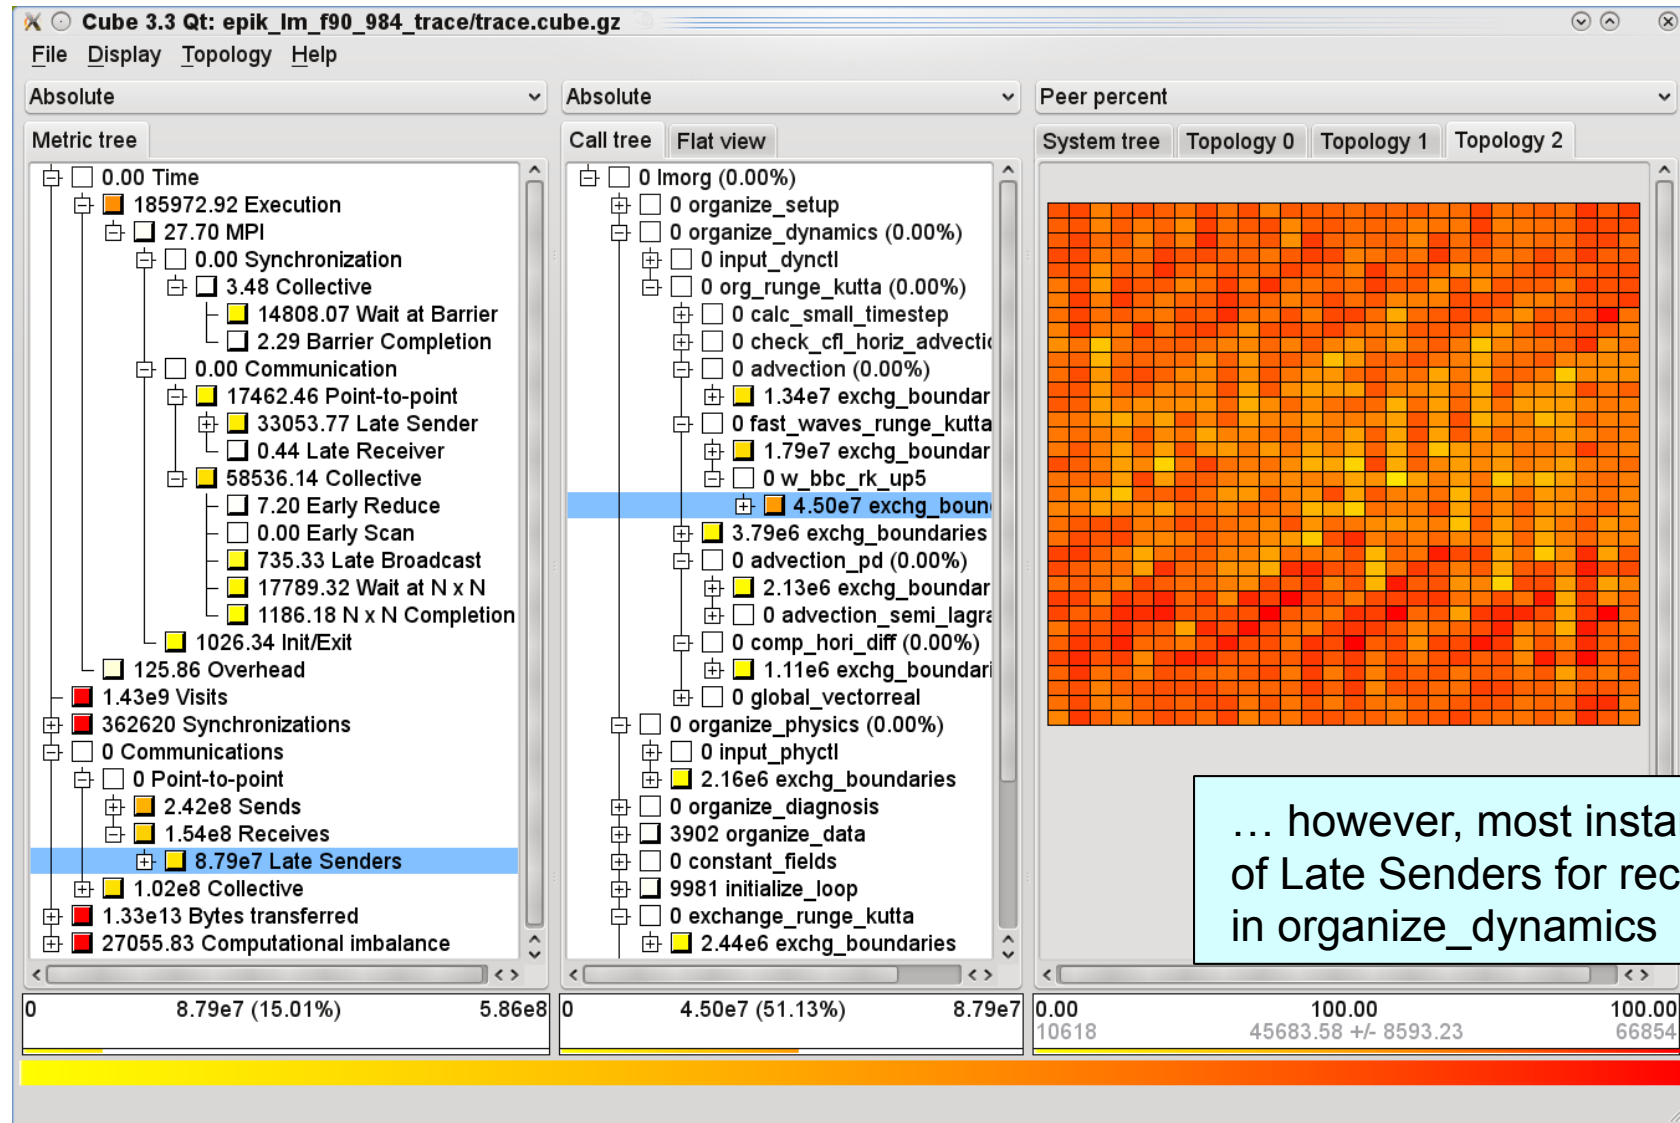 Cube 3.3 Qt: epik_lm_f90_984_trace/trace.cube.gz
File Display Topology Help
Absolute
Metric tree
0.00 Time
185972.92 Execution
27.70 MPI
0.00 Synchronization
3.48 Collective
14808.07 Wait at Barrier
2.29 Barrier Completion
0.00 Communication
17462.46 Point-to-point
33053.77 Late Sender
0.44 Late Receiver
58536.14 Collective
7.20 Early Reduce
0.00 Early Scan
735.33 Late Broadcast
17789.32 Wait at N x N
1186.18 N x N Completion
1026.34 Init/Exit
125.86 Overhead
1.43e9 Visits
362620 Synchronizations
0 Communications
0 Point-to-point
2.42e8 Sends
1.54e8 Receives
8.79e7 Late Senders
1.02e8 Collective
1.33e13 Bytes transferred
27055.83 Computational imbalance
0 8.79e7 (15.01%) 5.86e8
Absolute
Call tree Flat view
0 lmorg (0.00%)
0 organize_setup
0 organize_dynamics (0.00%)
0 input_dynctl
0 org_runge_kutta (0.00%)
0 calc_small_timestep
0 check_cfl_horiz_advectio
0 advection (0.00%)
1.34e7 exchg_boundar
0 fast_waves_runge_kutta
1.79e7 exchg_boundar
0 w_bbc_rk_up5
4.50e7 exchg_boun
3.79e6 exchg_boundaries
0 advection_pd (0.00%)
2.13e6 exchg_boundar
0 advection_semi_lagra
0 comp_hori_diff (0.00%)
1.11e6 exchg_boundari
0 global_vectorreal
0 organize_physics (0.00%)
0 input_phyctl
2.16e6 exchg_boundaries
0 organize_diagnosis
3902 organize_data
0 constant_fields
9981 initialize_loop
0 exchange_runge_kutta
2.44e6 exchg_boundaries
0 4.50e7 (51.13%) 8.79e7
Peer percent
System tree Topology 0 Topology 1 Topology 2
… however, most insta
of Late Senders for rec
in organize_dynamics
0.00 100.00 100.00
10618 45683.58 +/- 8593.23 66854